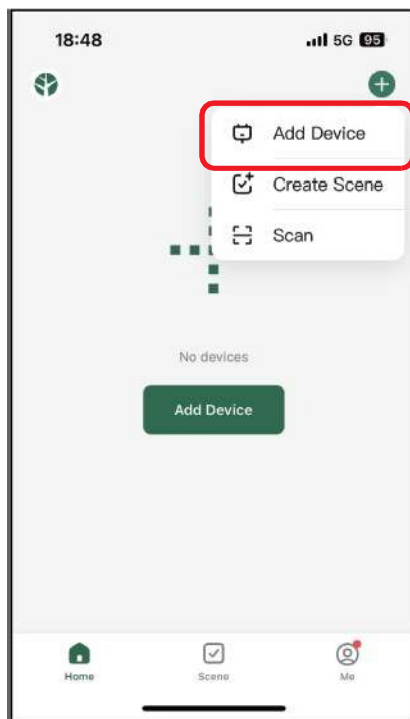 18:48 5G 95
Add Device
Create Scene
Scan
No devices
Add Device
Home Scene Me